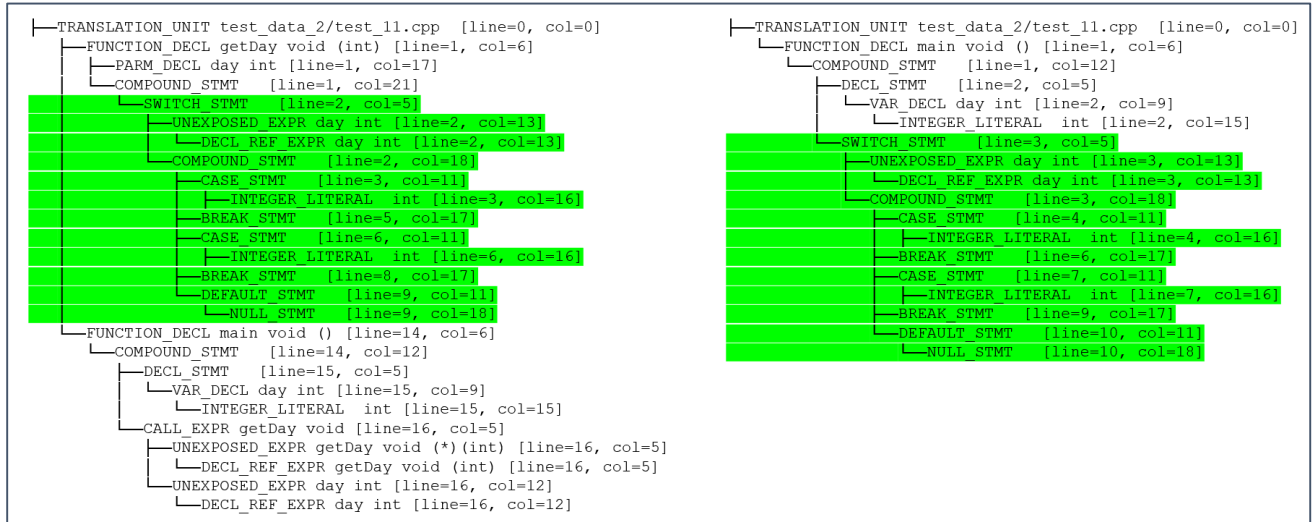 TRANSLATION_UNIT test_data_2/test_11.cpp [line=0, col=0]
FUNCTION_DECL getDay void (int) [line=1, col=6]
PARM_DECL day int [line=1, col=17]
COMPOUND_STMT [line=1, col=21]
SWITCH_STMT [line=2, col=5]
UNEXPOSED_EXPR day int [line=2, col=13]
DECL_REF_EXPR day int [line=2, col=13]
COMPOUND_STMT [line=2, col=18]
CASE_STMT [line=3, col=11]
INTEGER_LITERAL int [line=3, col=16]
BREAK_STMT [line=5, col=17]
CASE_STMT [line=6, col=11]
INTEGER_LITERAL int [line=6, col=16]
BREAK_STMT [line=8, col=17]
DEFAULT_STMT [line=9, col=11]
NULL_STMT [line=9, col=18]
FUNCTION_DECL main void () [line=14, col=6]
COMPOUND_STMT [line=14, col=12]
DECL_STMT [line=15, col=5]
VAR_DECL day int [line=15, col=9]
INTEGER_LITERAL int [line=15, col=15]
CALL_EXPR getDay void [line=16, col=5]
UNEXPOSED_EXPR getDay void (*)(int) [line=16, col=5]
DECL_REF_EXPR getDay void (int) [line=16, col=5]
UNEXPOSED_EXPR day int [line=16, col=12]
DECL_REF_EXPR day int [line=16, col=12]
TRANSLATION_UNIT test_data_2/test_11.cpp [line=0, col=0]
FUNCTION_DECL main void () [line=1, col=6]
COMPOUND_STMT [line=1, col=12]
DECL_STMT [line=2, col=5]
VAR_DECL day int [line=2, col=9]
INTEGER_LITERAL int [line=2, col=15]
SWITCH_STMT [line=3, col=5]
UNEXPOSED_EXPR day int [line=3, col=13]
DECL_REF_EXPR day int [line=3, col=13]
COMPOUND_STMT [line=3, col=18]
CASE_STMT [line=4, col=11]
INTEGER_LITERAL int [line=4, col=16]
BREAK_STMT [line=6, col=17]
CASE_STMT [line=7, col=11]
INTEGER_LITERAL int [line=7, col=16]
BREAK_STMT [line=9, col=17]
DEFAULT_STMT [line=10, col=11]
NULL_STMT [line=10, col=18]